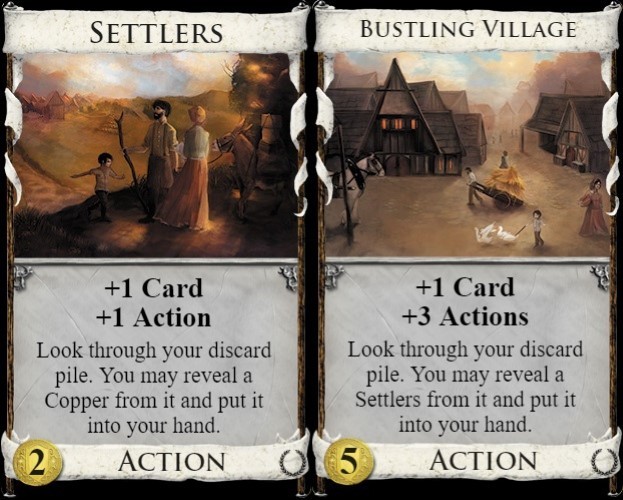 SETTLERS
+1 Card
+1 Action
Look through your discard
pile. You may reveal a
Copper from it and put it
into your hand.
2
ACTION
BUSTLING VILLAGE
+1 Card
+3 Actions
Look through your discard
pile. You may reveal a
Settlers from it and put it
into your hand.
5
ACTION